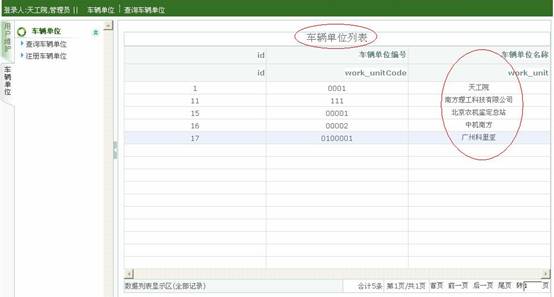 登录人:天工院,管理员 || 车辆单位 | 查询车辆单位
用户维护
车辆单位
车辆单位
查询车辆单位
注册车辆单位
车辆单位列表
id 车辆单位编号 车辆单位名称
id work_unitCode work_unit
1 0001 天工院
11 111 南方理工科技有限公司
15 00001 北京农机鉴定总站
16 00002 中机南方
17 0100001 广州科里亚
数据列表显示区(全部记录) 合计5条 第1页/共1页 首页 前一页 后一页 尾页 转1 页